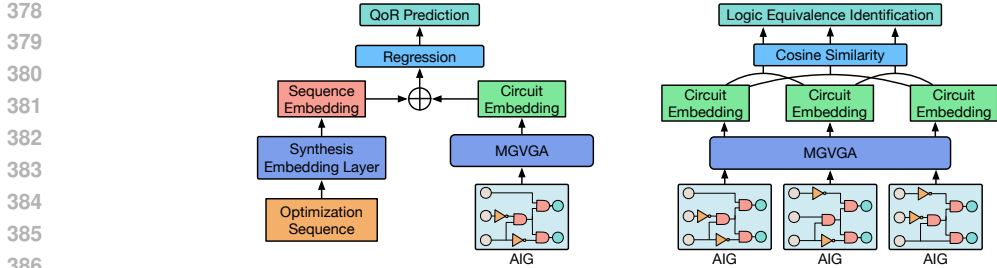 378
379
380
381
382
383
384
385
386
QoR Prediction
Regression
Sequence
Embedding
Circuit
Embedding
Synthesis
Embedding Layer
MGVGA
Optimization
Sequence
AIG
Logic Equivalence Identification
Cosine Similarity
Circuit
Embedding
Circuit
Embedding
Circuit
Embedding
MGVGA
AIG
AIG
AIG